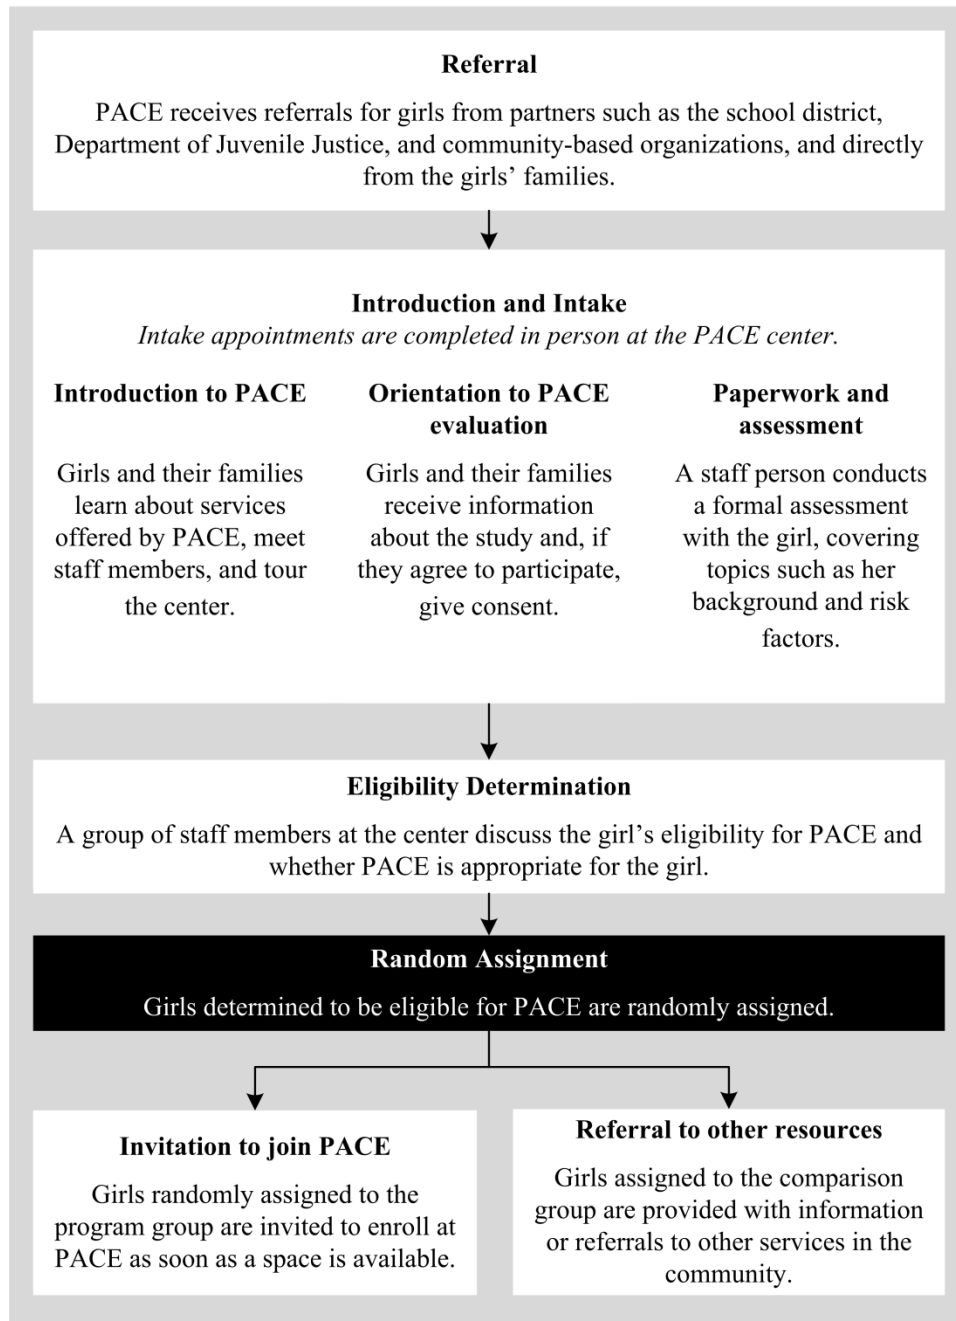 Referral
PACE receives referrals for girls from partners such as the school district,
Department of Juvenile Justice, and community-based organizations, and directly
from the girls’ families.
Introduction and Intake
Intake appointments are completed in person at the PACE center.
Introduction to PACE
Girls and their families
learn about services
offered by PACE, meet
staff members, and tour
the center.
Orientation to PACE
evaluation
Girls and their families
receive information
about the study and, if
they agree to participate,
give consent.
Paperwork and
assessment
A staff person conducts
a formal assessment
with the girl, covering
topics such as her
background and risk
factors.
Eligibility Determination
A group of staff members at the center discuss the girl’s eligibility for PACE and
whether PACE is appropriate for the girl.
Random Assignment
Girls determined to be eligible for PACE are randomly assigned.
Invitation to join PACE
Girls randomly assigned to the
program group are invited to enroll at
PACE as soon as a space is available.
Referral to other resources
Girls assigned to the comparison
group are provided with information
or referrals to other services in the
community.